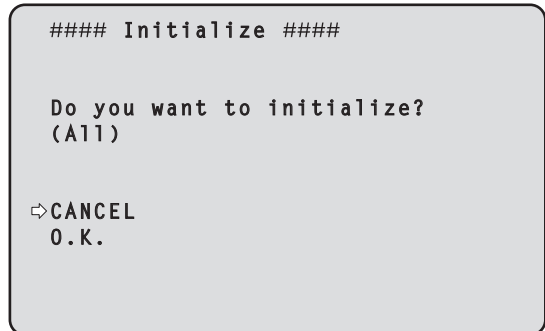 #### Initialize ####
Do you want to initialize?
(All)
⇨CANCEL
O.K.